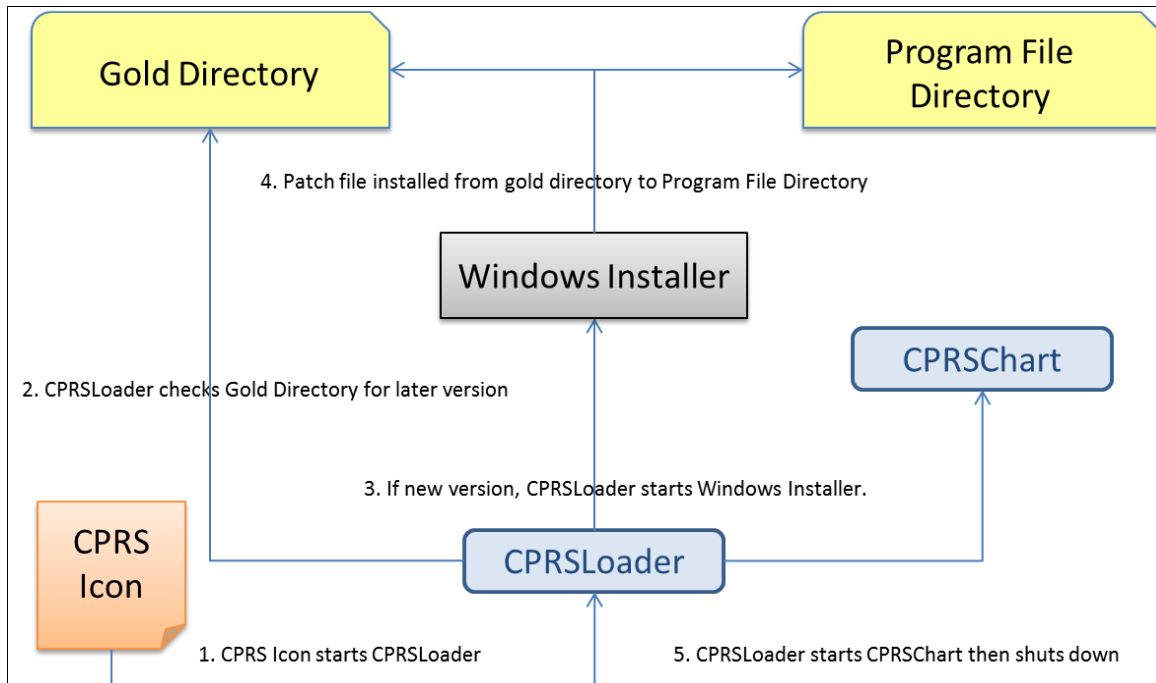 Gold Directory
Program File
Directory
4. Patch file installed from gold directory to Program File Directory
Windows Installer
CPRSChart
2. CPRSLoader checks Gold Directory for later version
3. If new version, CPRSLoader starts Windows Installer.
CPRS
Icon
CPRSLoader
1. CPRS Icon starts CPRSLoader
5. CPRSLoader starts CPRSChart then shuts down